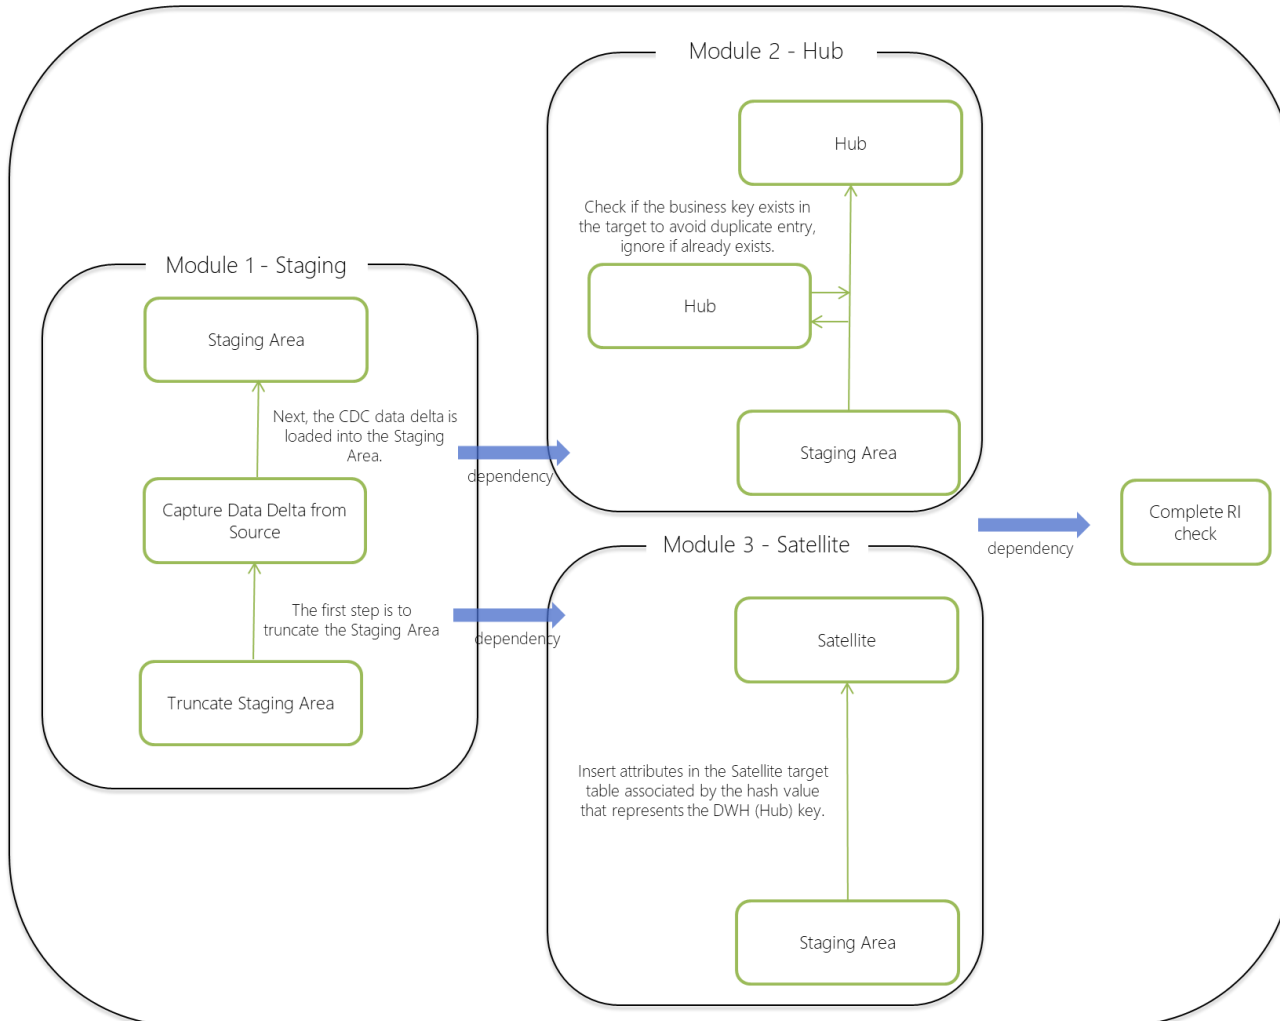 Module 2 - Hub
Hub
Check if the business key exists in
the target to avoid duplicate entry,
ignore if already exists.
Hub
Staging Area
Module 1 - Staging
Staging Area
Next, the CDC data delta is
loaded into the Staging
Area.
Capture Data Delta from
Source
The first step is to
truncate the Staging Area
Truncate Staging Area
dependency
dependency
Module 3 - Satellite
Satellite
Insert attributes in the Satellite target
table associated by the hash value
that represents the DWH (Hub) key.
Staging Area
dependency
Complete RI
check